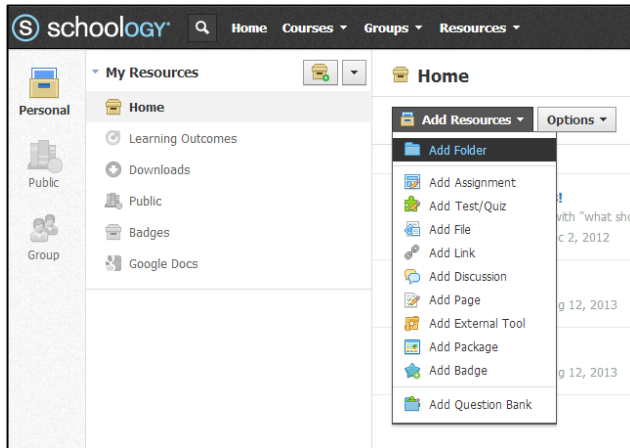 S schoology Home Courses Groups Resources
Personal
Public
Group
My Resources
Home
Learning Outcomes
Downloads
Public
Badges
Google Docs
Home
Add Resources Options
Add Folder
Add Assignment
Add Test/Quiz
Add File
Add Link
Add Discussion
Add Page
Add External Tool
Add Package
Add Badge
Add Question Bank
!
with "what
c 2, 2012
g 12, 2013
g 12, 2013